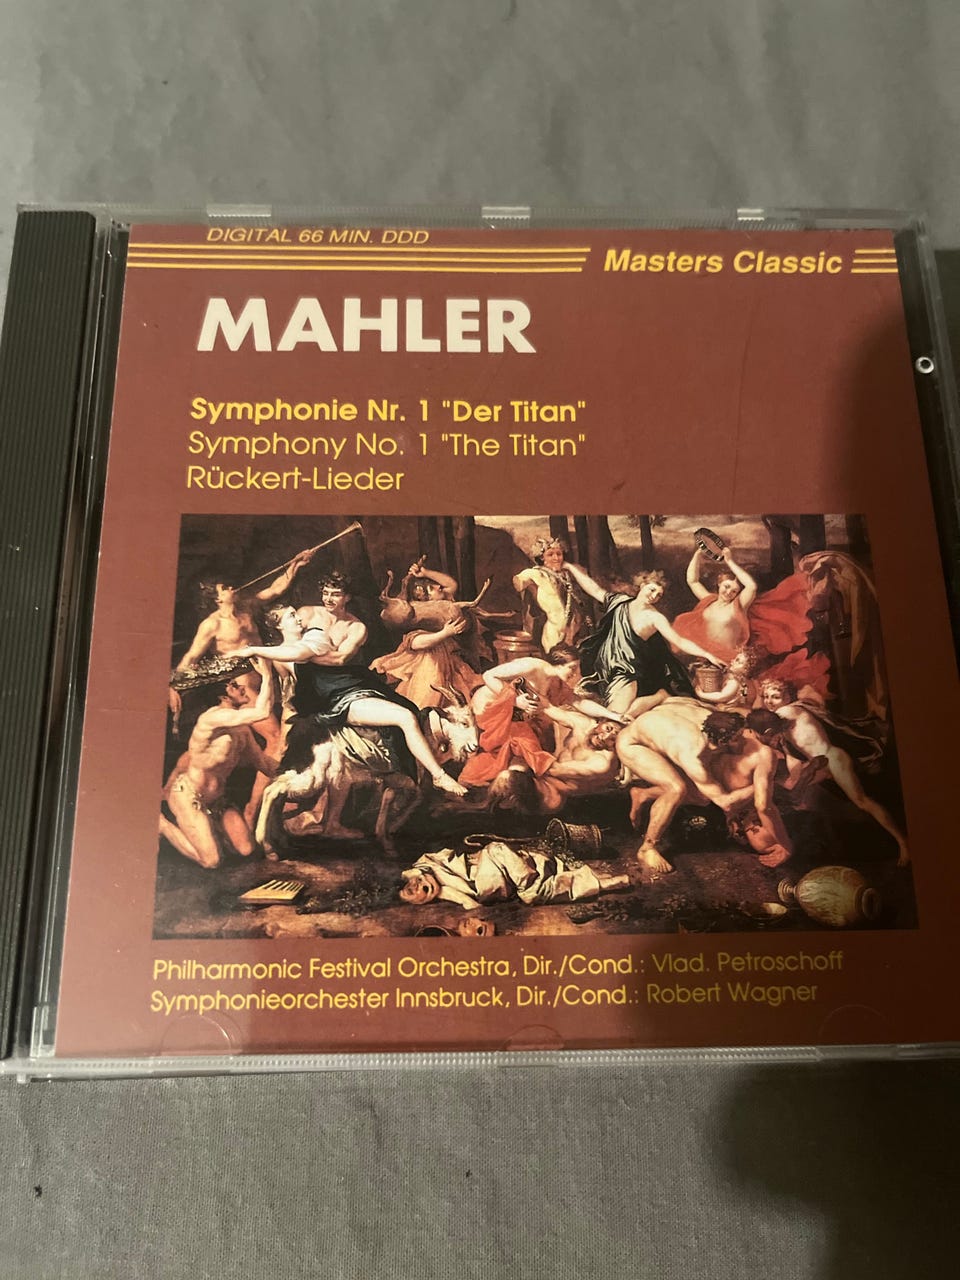 DIGITAL 66 MIN. DDD
Masters Classic
MAHLER
Symphonie Nr. 1 "Der Titan"
Symphony No. 1 "The Titan"
Rückert-Lieder
Philharmonic Festival Orchestra, Dir./Cond.: Vlad. Petroschoff
Symphonieorchester Innsbruck, Dir./Cond.: Robert Wagner